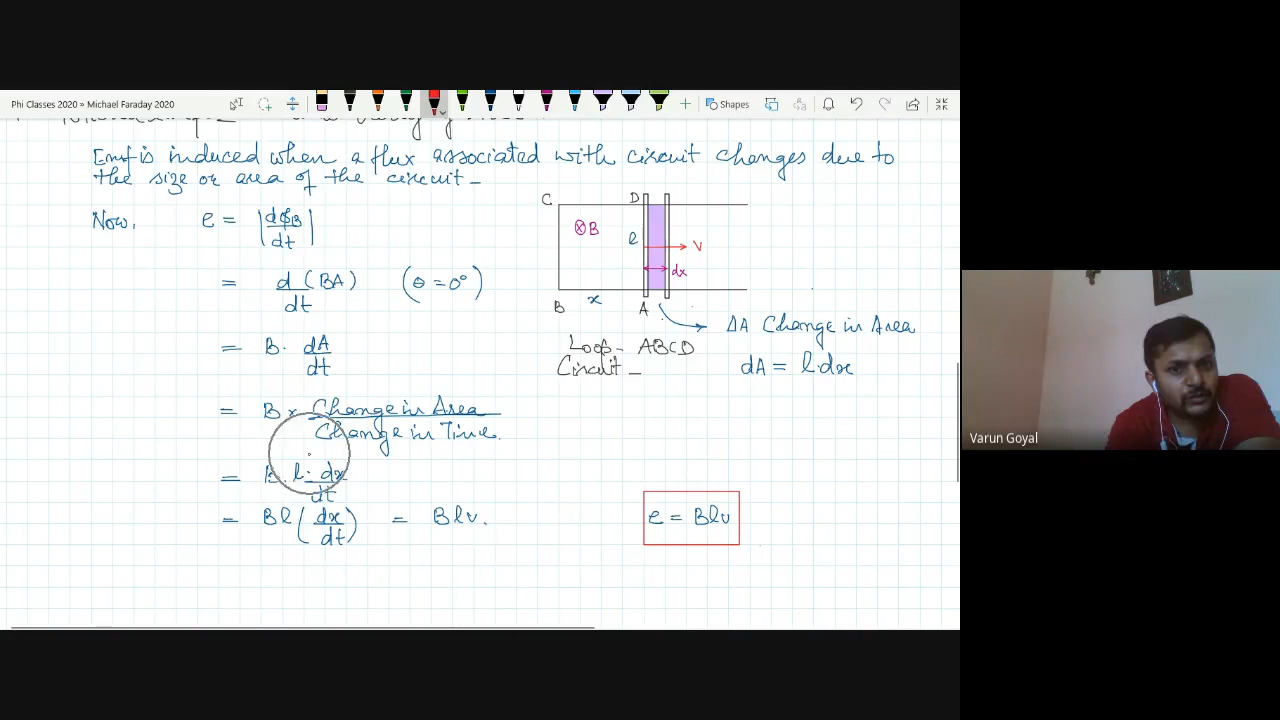 Phi Classes 2020 » Michael Faraday 2020
Shapes
Emf is induced when a flux associated with circuit changes due to
the size or area of the circuit -
Now, e = |dϕB/dt|
= d/dt (BA) (θ = 0°)
= B. dA/dt
= B × Change in Area / Change in Time.
= B. l. dx/dt
= Bl (dx/dt) = Blv.
C D
⊗B l v
dx
B x A
ΔA Change in Area
dA = l.dx
Loop - ABCD
Circuit -
e = Blv
Varun Goyal